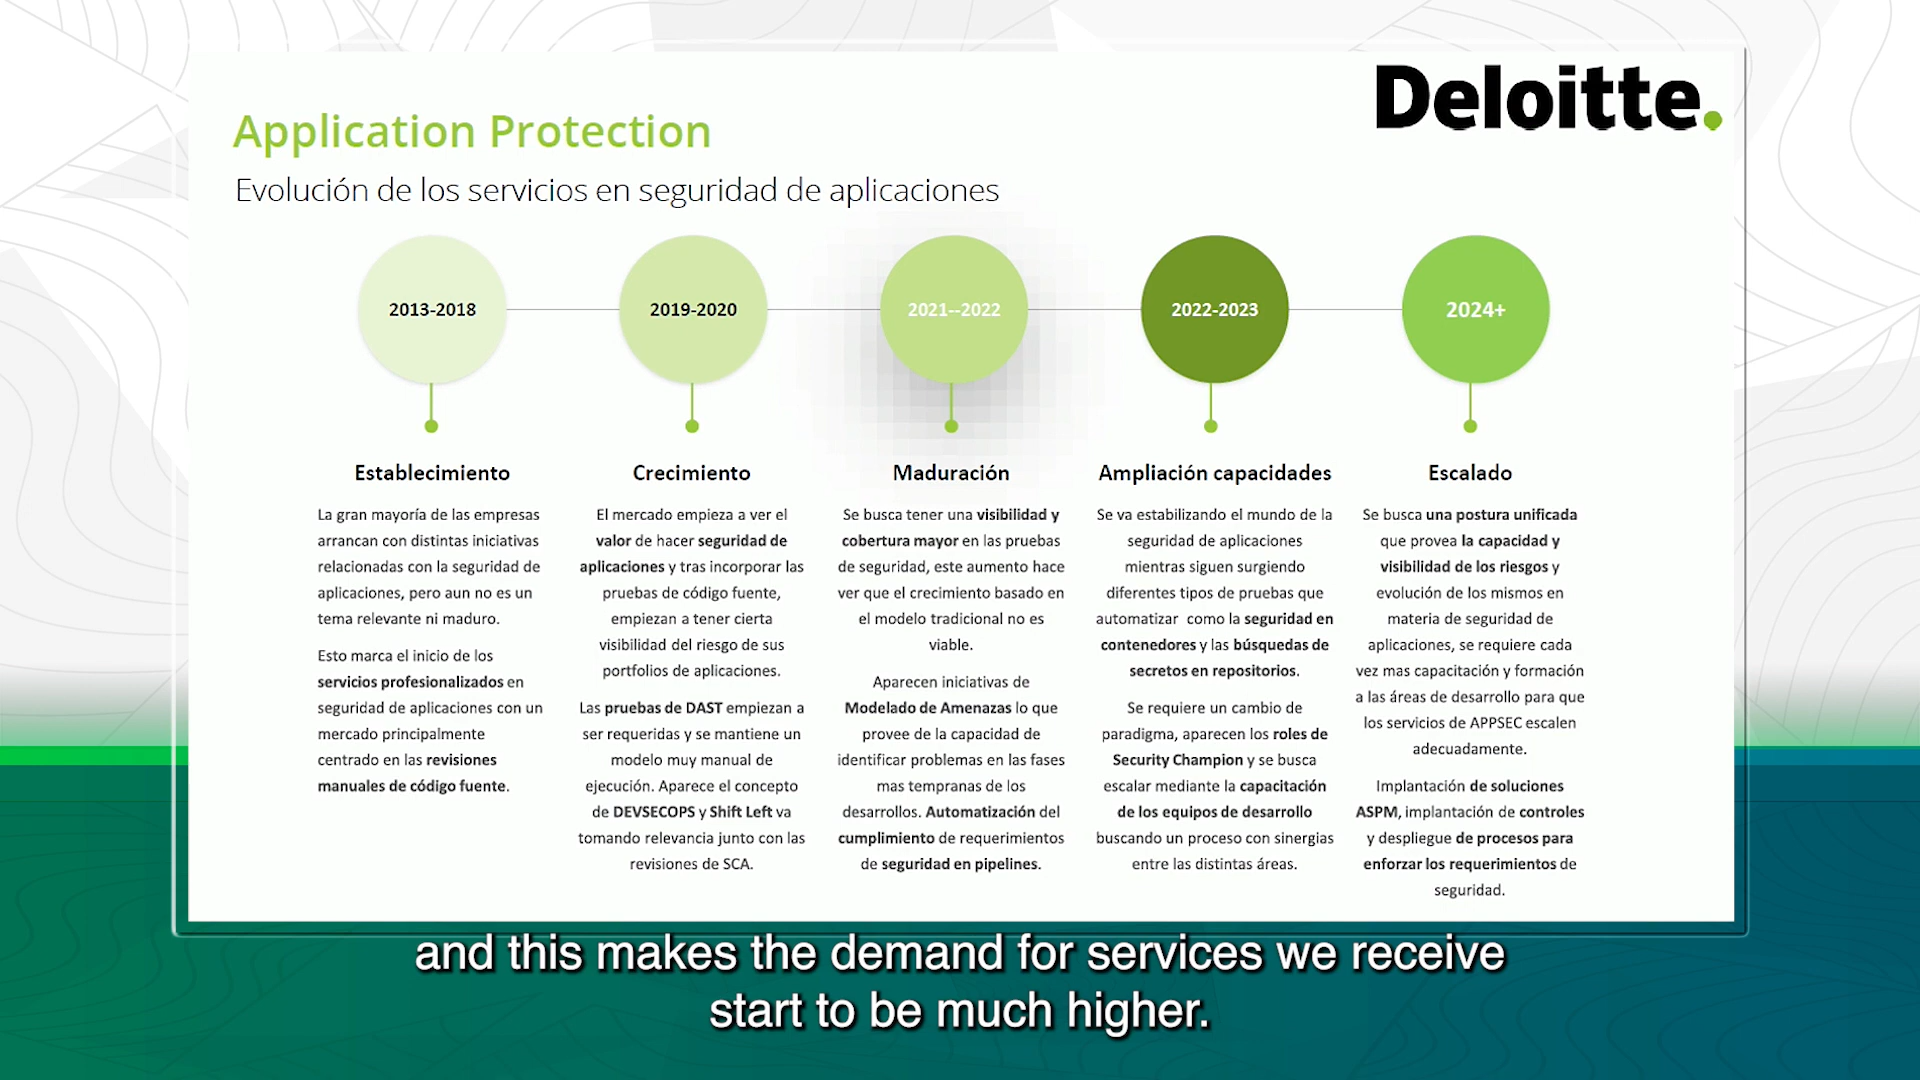 Deloitte.
Application Protection
Evolución de los servicios en seguridad de aplicaciones
2013-2018
2019-2020
2021--2022
2022-2023
2024+
Establecimiento
La gran mayoría de las empresas
arrancan con distintas iniciativas
relacionadas con la seguridad de
aplicaciones, pero aun no es un
tema relevante ni maduro.
Esto marca el inicio de los
servicios profesionalizados en
seguridad de aplicaciones con un
mercado principalmente
centrado en las revisiones
manuales de código fuente.
Crecimiento
El mercado empieza a ver el
valor de hacer seguridad de
aplicaciones y tras incorporar las
pruebas de código fuente,
empiezan a tener cierta
visibilidad del riesgo de sus
portfolios de aplicaciones.
Las pruebas de DAST empiezan a
ser requeridas y se mantiene un
modelo muy manual de
ejecución. Aparece el concepto
de DEVSECOPS y Shift Left va
tomando relevancia junto con las
revisiones de SCA.
Maduración
Se busca tener una visibilidad y
cobertura mayor en las pruebas
de seguridad, este aumento hace
ver que el crecimiento basado en
el modelo tradicional no es
viable.
Aparecen iniciativas de
Modelado de Amenazas lo que
provee de la capacidad de
identificar problemas en las fases
mas tempranas de los
desarrollos. Automatización del
cumplimiento de requerimientos
de seguridad en pipelines.
Ampliación capacidades
Se va estabilizando el mundo de la
seguridad de aplicaciones
mientras siguen surgiendo
diferentes tipos de pruebas que
automatizar como la seguridad en
contenedores y las búsquedas de
secretos en repositorios.
Se requiere un cambio de
paradigma, aparecen los roles de
Security Champion y se busca
escalar mediante la capacitación
de los equipos de desarrollo
buscando un proceso con sinergias
entre las distintas áreas.
Escalado
Se busca una postura unificada
que provea la capacidad y
visibilidad de los riesgos y
evolución de los mismos en
materia de seguridad de
aplicaciones, se requiere cada
vez mas capacitación y formación
a las áreas de desarrollo para que
los servicios de APPSEC escalen
adecuadamente.
Implantación de soluciones
ASPM, implantación de controles
y despliegue de procesos para
enforzar los requerimientos de
seguridad.
and this makes the demand for services we receive
start to be much higher.